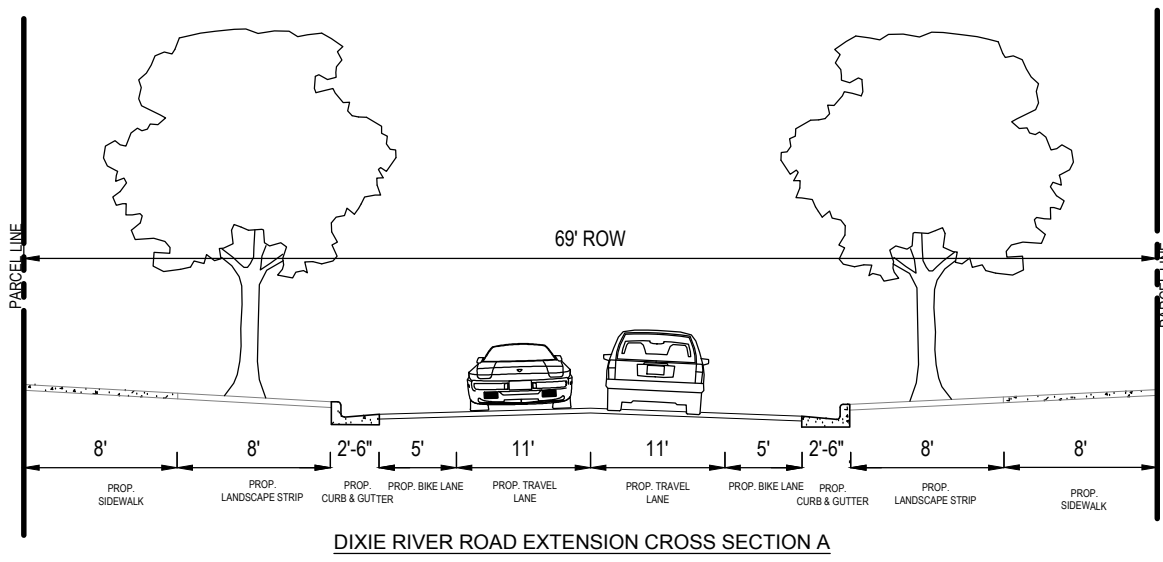 69' ROW
PARCEL LINE
PARCEL LINE
8'
8'
2'-6"
5'
11'
11'
5'
2'-6"
8'
8'
PROP.
SIDEWALK
PROP.
LANDSCAPE STRIP
PROP.
CURB & GUTTER
PROP. BIKE LANE
PROP. TRAVEL
LANE
PROP. TRAVEL
LANE
PROP. BIKE LANE
PROP.
CURB & GUTTER
PROP.
LANDSCAPE STRIP
PROP.
SIDEWALK
DIXIE RIVER ROAD EXTENSION CROSS SECTION A